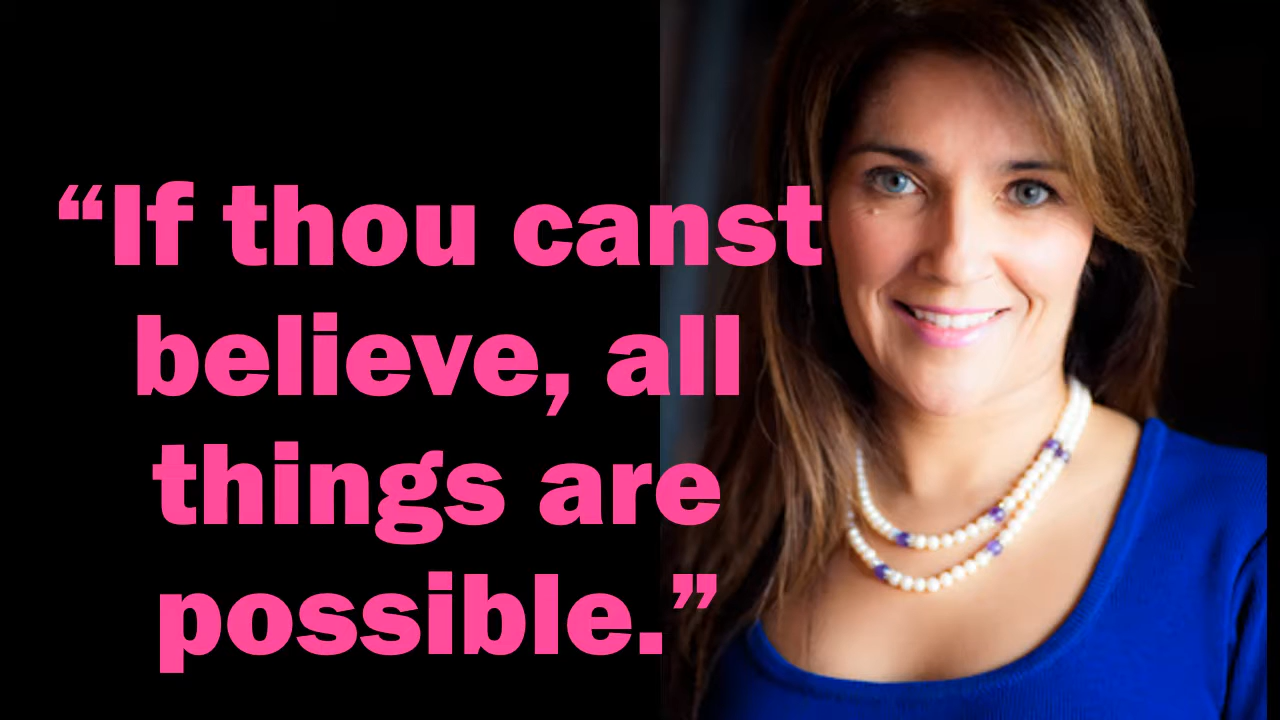 “If thou canst
believe, all
things are
possible.”